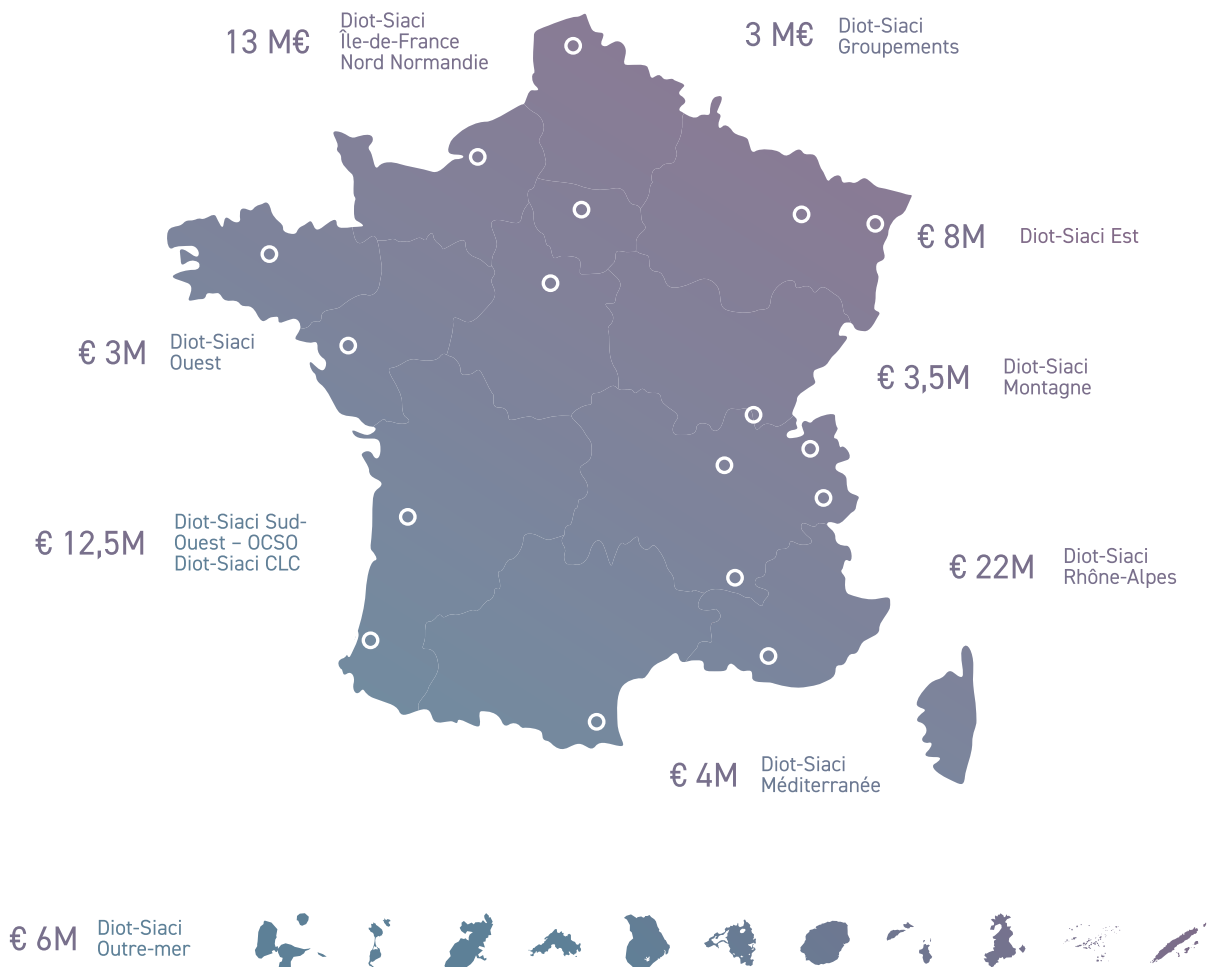 13 M€
Diot-Siaci
Île-de-France
Nord Normandie
3 M€
Diot-Siaci
Groupements
€ 8M
Diot-Siaci Est
€ 3M
Diot-Siaci
Ouest
€ 3,5M
Diot-Siaci
Montagne
€ 12,5M
Diot-Siaci Sud-
Ouest – OCSO
Diot-Siaci CLC
€ 22M
Diot-Siaci
Rhône-Alpes
€ 4M
Diot-Siaci
Méditerranée
€ 6M
Diot-Siaci
Outre-mer